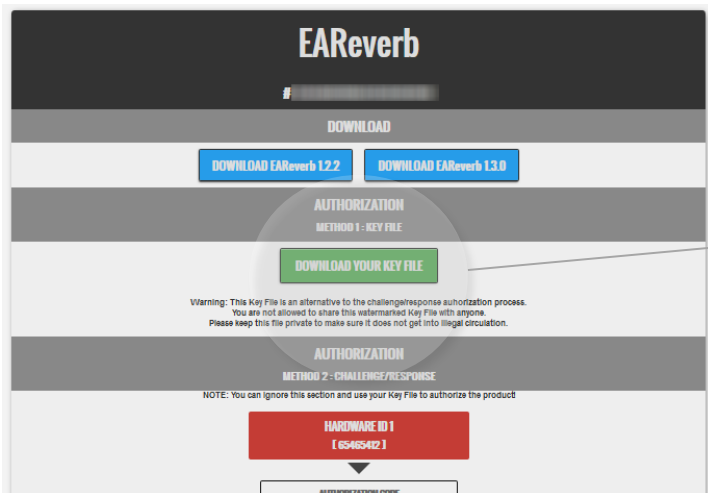 EAReverb
#
DOWNLOAD
DOWNLOAD EAReverb 1.2.2 DOWNLOAD EAReverb 1.3.0
AUTHORIZATION
METHOD 1 : KEY FILE
DOWNLOAD YOUR KEY FILE
Warning: This Key File is an alternative to the challenge/response auhorization process.
You are not allowed to share this watermarked Key File with anyone.
Please keep this file private to make sure it does not get into illegal circulation.
AUTHORIZATION
METHOD 2 : CHALLENGE/RESPONSE
NOTE: You can ignore this section and use your Key File to authorize the product!
HARDWARE ID 1
[ 65465412 ]
AUTHORIZATION CODE